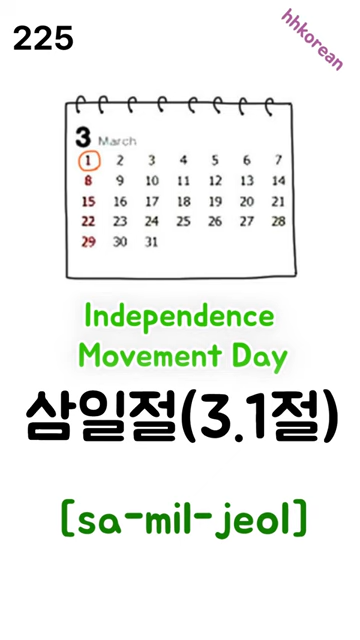 225
hhkorean
3 March
1 2 3 4 5 6 7
8 9 10 11 12 13 14
15 16 17 18 19 20 21
22 23 24 25 26 27 28
29 30 31
Independence
Movement Day
삼일절(3.1절)
[sa-mil-jeol]